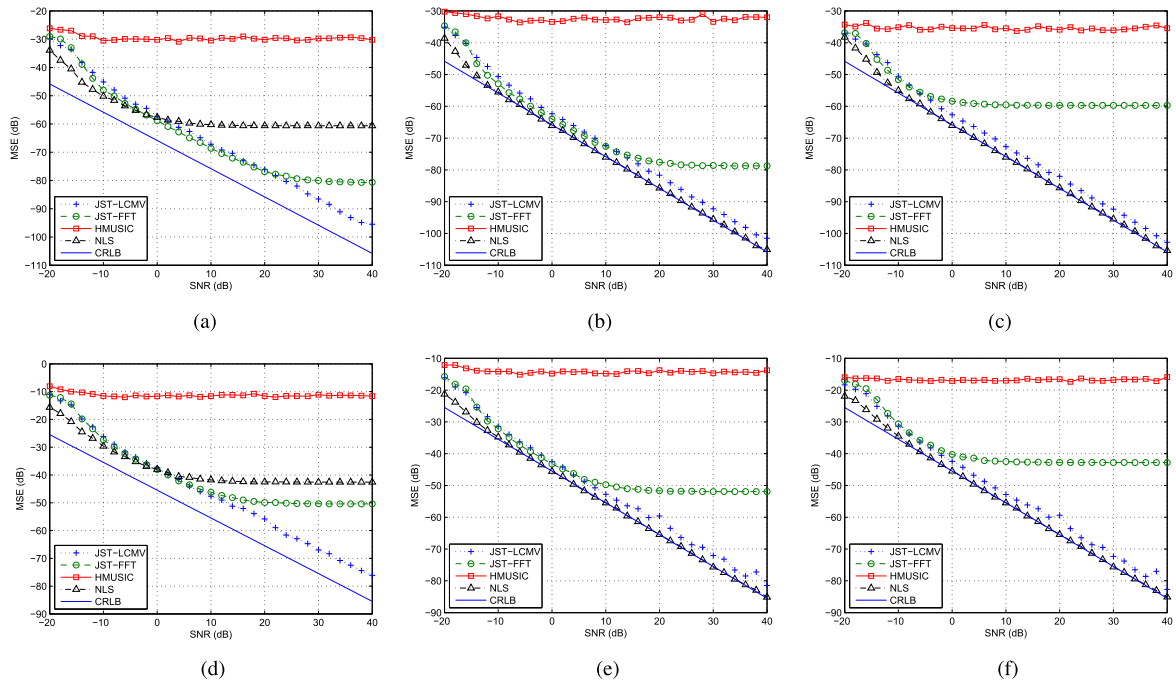 −20
−30
−40
−50
−60
−70
−80
−90
−100
−110
MSE (dB)
JST−LCMV
JST−FFT
HMUSIC
NLS
CRLB
−20 −10 0 10 20 30 40
SNR (dB)
(a)
−30
−40
−50
−60
−70
−80
−90
−100
−110
MSE (dB)
JST−LCMV
JST−FFT
HMUSIC
NLS
CRLB
−20 −10 0 10 20 30 40
SNR (dB)
(b)
−30
−40
−50
−60
−70
−80
−90
−100
−110
MSE (dB)
JST−LCMV
JST−FFT
HMUSIC
NLS
CRLB
−20 −10 0 10 20 30 40
SNR (dB)
(c)
0
−10
−20
−30
−40
−50
−60
−70
−80
−90
MSE (dB)
JST−LCMV
JST−FFT
HMUSIC
NLS
CRLB
−20 −10 0 10 20 30 40
SNR (dB)
(d)
−10
−20
−30
−40
−50
−60
−70
−80
−90
MSE (dB)
JST−LCMV
JST−FFT
HMUSIC
NLS
CRLB
−20 −10 0 10 20 30 40
SNR (dB)
(e)
−10
−20
−30
−40
−50
−60
−70
−80
−90
MSE (dB)
JST−LCMV
JST−FFT
HMUSIC
NLS
CRLB
−20 −10 0 10 20 30 40
SNR (dB)
(f)